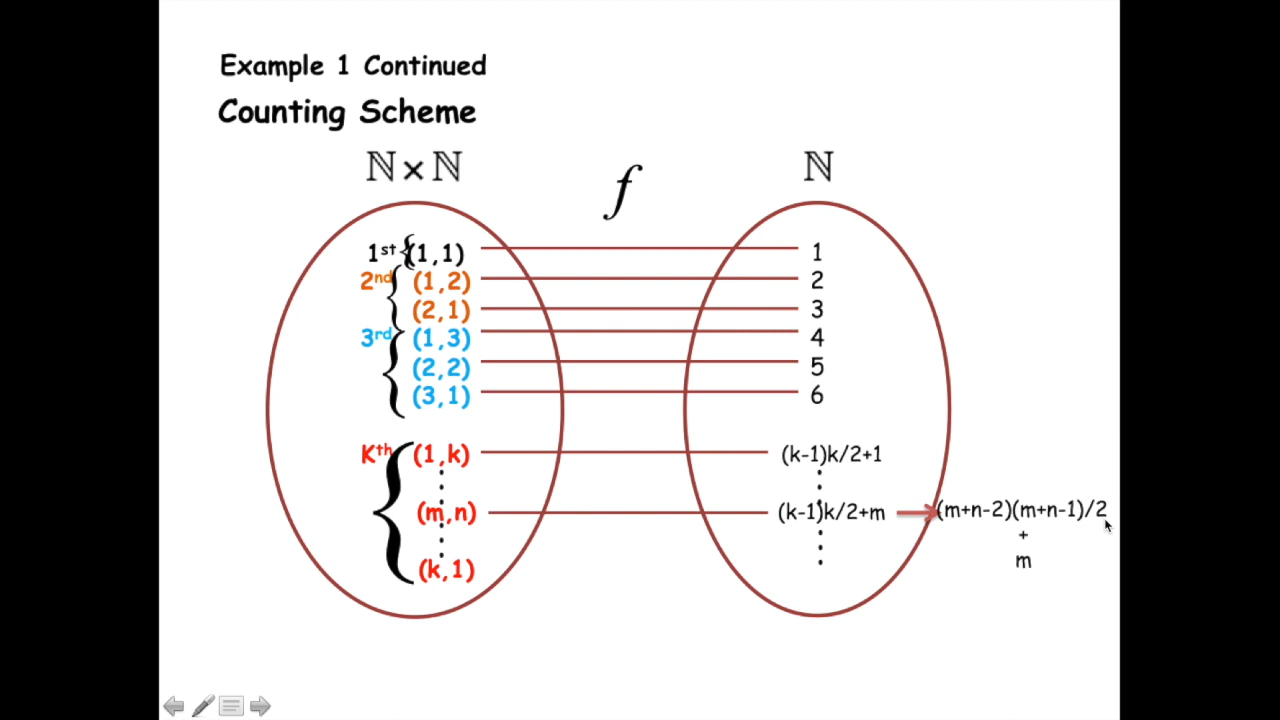 Example 1 Continued
Counting Scheme
ℕ × ℕ f ℕ
1st { (1,1) 1
2nd { (1,2) 2
(2,1) 3
3rd { (1,3) 4
(2,2) 5
(3,1) 6
Kth { (1,k) (k-1)k/2+1
(m,n) (k-1)k/2+m (m+n-2)(m+n-1)/2
+
m
(k,1)